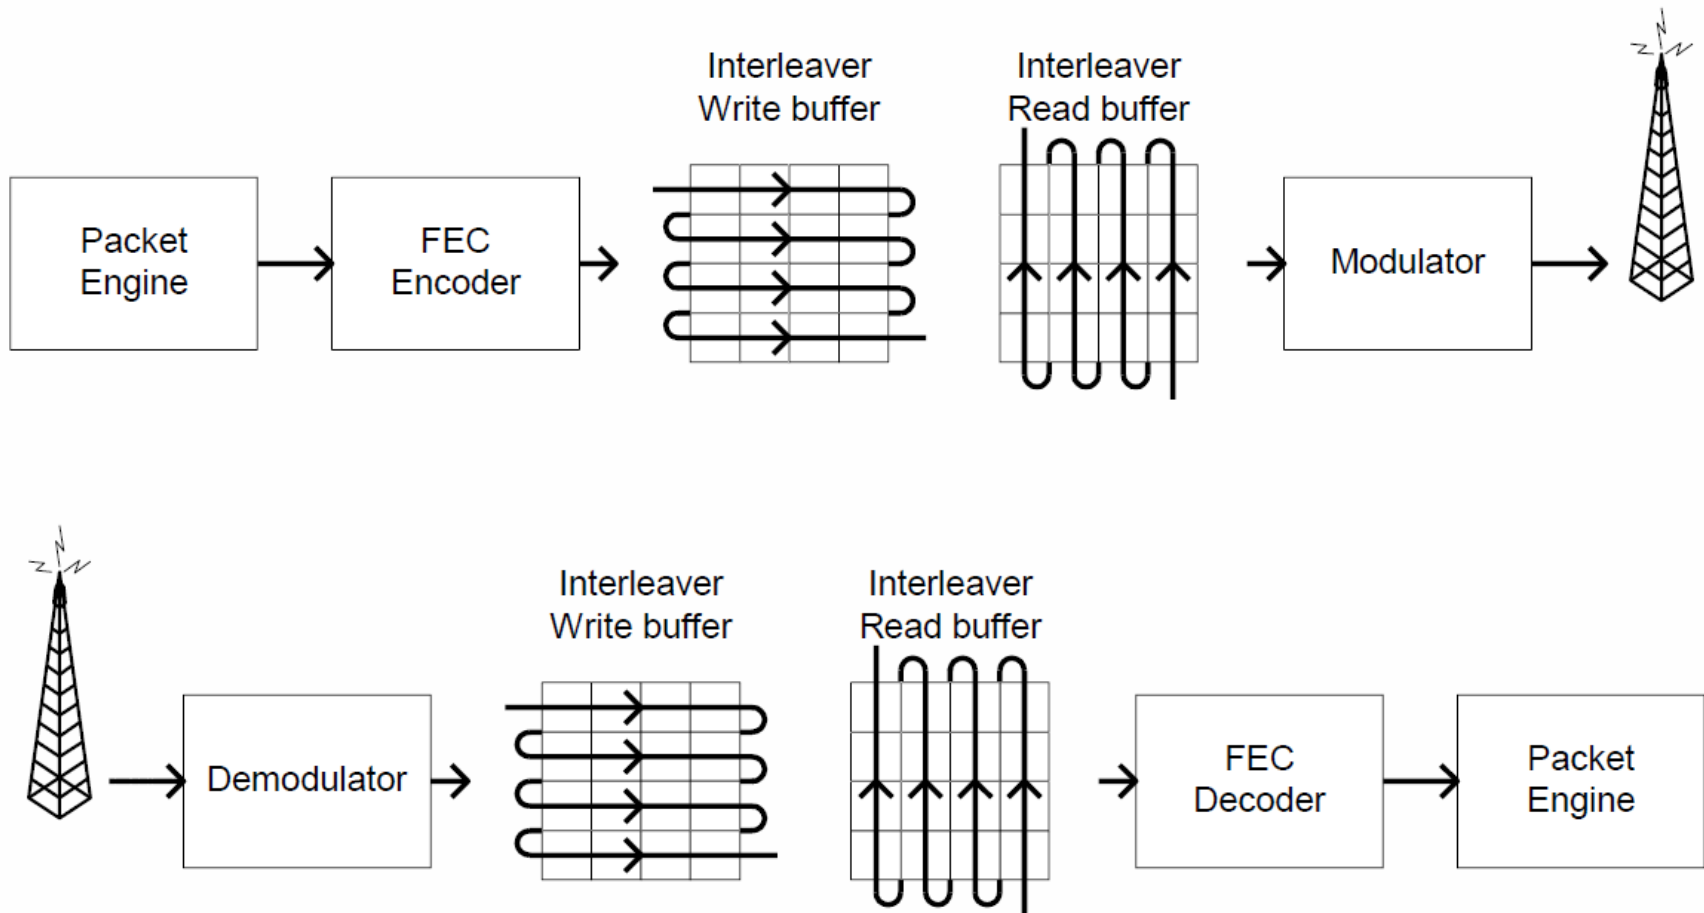 Interleaver
Write buffer
Interleaver
Read buffer
Packet
Engine
FEC
Encoder
Modulator
Interleaver
Write buffer
Interleaver
Read buffer
Demodulator
FEC
Decoder
Packet
Engine